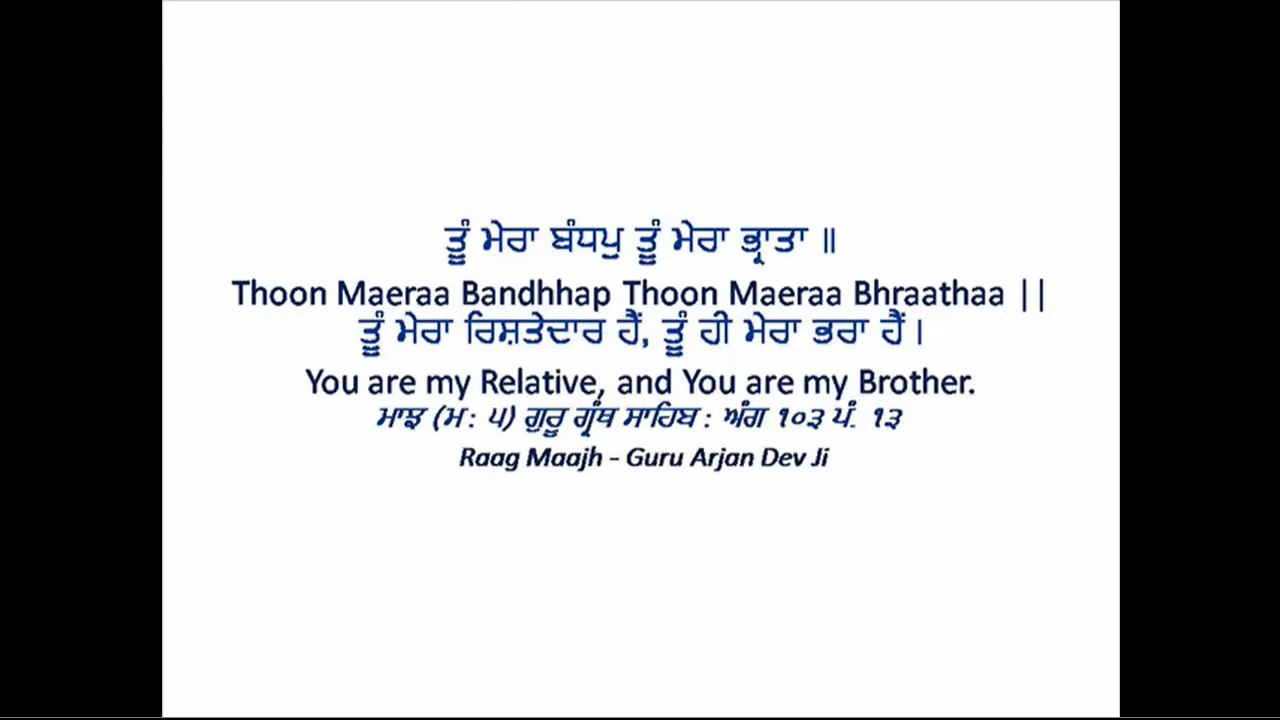 ਤੂੰ ਮੇਰਾ ਬੰਧਪੁ ਤੂੰ ਮੇਰਾ ਭ੍ਰਾਤਾ ॥
Thoon Maeraa Bandhhap Thoon Maeraa Bhraathaa ||
ਤੂੰ ਮੇਰਾ ਰਿਸ਼ਤੇਦਾਰ ਹੈਂ, ਤੂੰ ਹੀ ਮੇਰਾ ਭਰਾ ਹੈਂ।
You are my Relative, and You are my Brother.
ਮਾਝ (ਮ: ੫) ਗੁਰੂ ਗ੍ਰੰਥ ਸਾਹਿਬ : ਅੰਗ ੧੦੩ ਪੰ. ੧੩
Raag Maajh - Guru Arjan Dev Ji